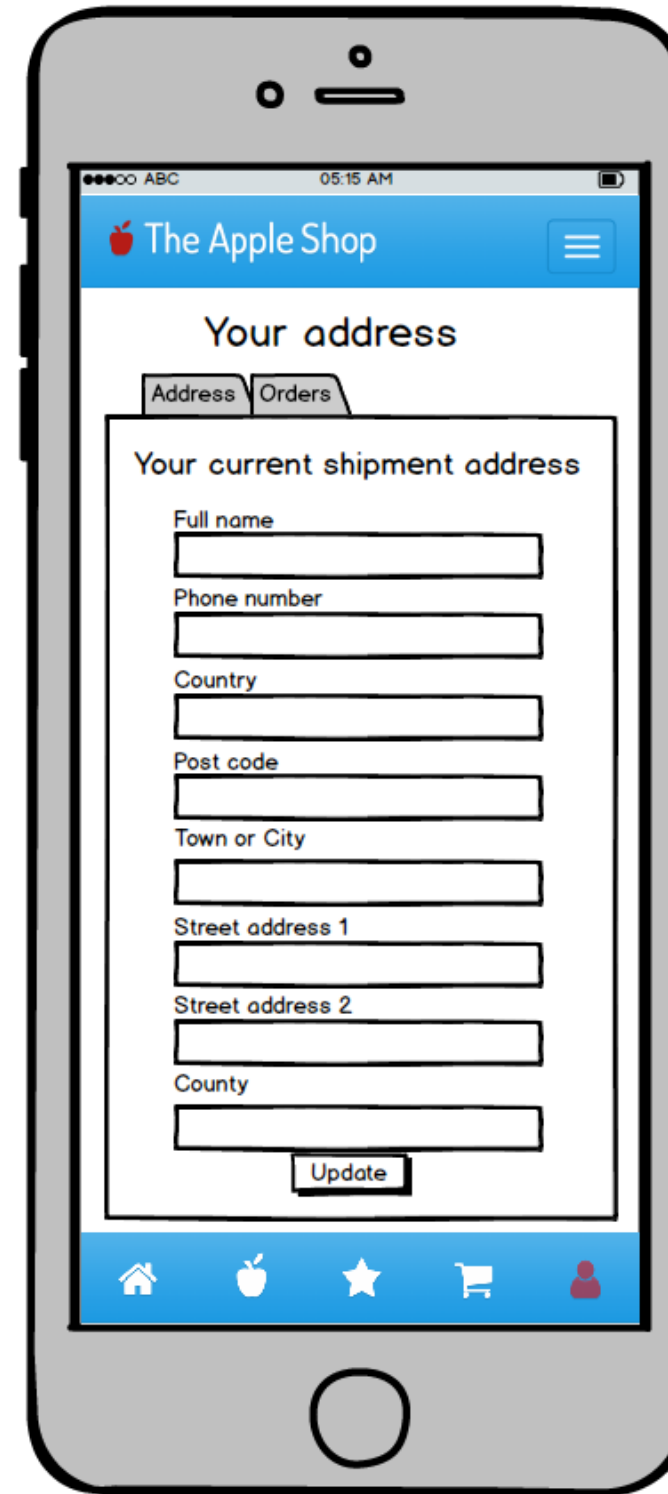 ABC 05:15 AM
The Apple Shop
Your address
Address Orders
Your current shipment address
Full name
Phone number
Country
Post code
Town or City
Street address 1
Street address 2
County
Update